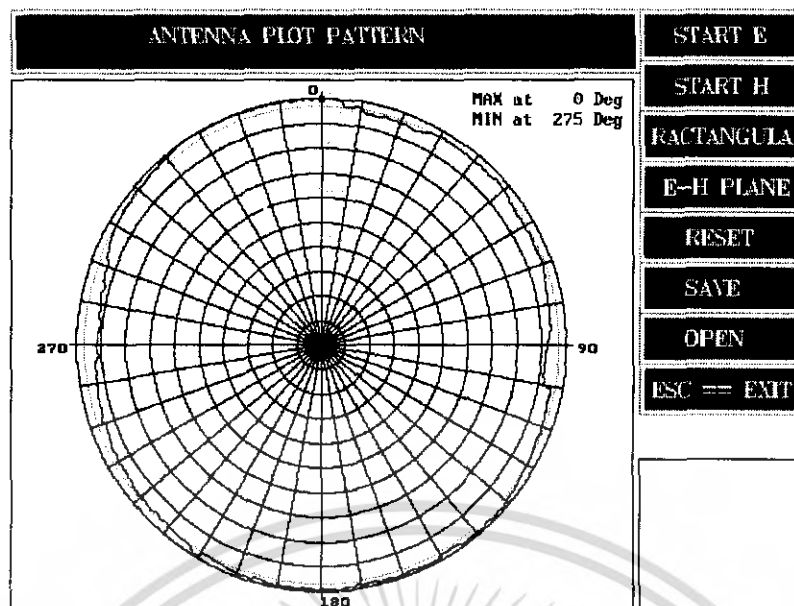 ANTENNA PLOT PATTERN
START E
START H
RACTANGULA
E-H PLANE
RESET
SAVE
OPEN
ESC == EXIT
MAX at 0 Deg
MIN at 275 Deg
0
270
90
180